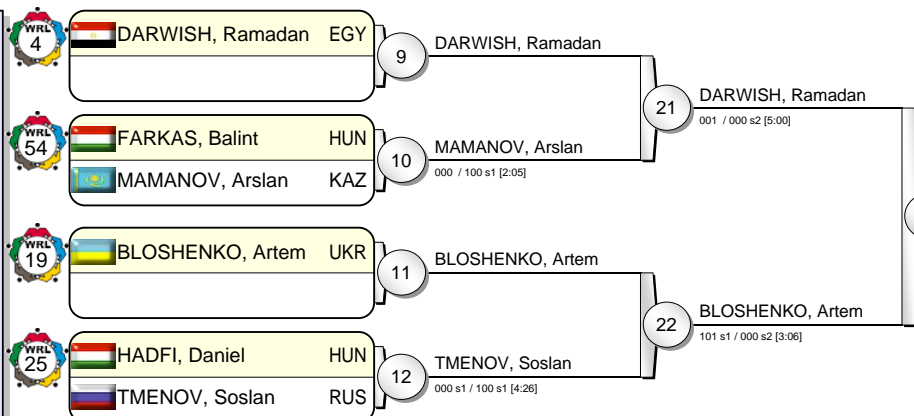 WRL
4
DARWISH, Ramadan EGY
9
DARWISH, Ramadan
21
DARWISH, Ramadan
001 / 000 s2 [5:00]
WRL
54
FARKAS, Balint HUN
MAMANOV, Arslan KAZ
10
MAMANOV, Arslan
000 / 100 s1 [2:05]
WRL
19
BLOSHENKO, Artem UKR
11
BLOSHENKO, Artem
22
BLOSHENKO, Artem
101 s1 / 000 s2 [3:06]
WRL
25
HADFI, Daniel HUN
TMENOV, Soslan RUS
12
TMENOV, Soslan
000 s1 / 100 s1 [4:26]